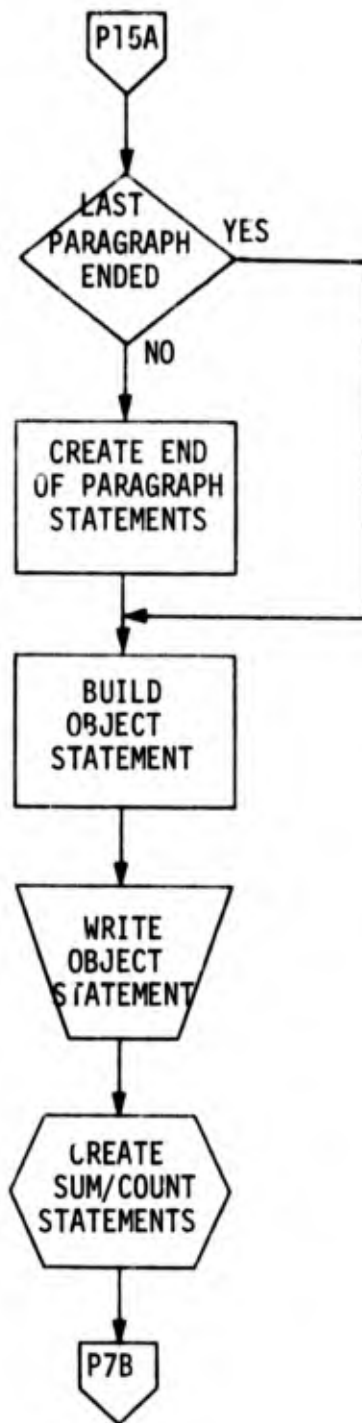 P15A
LAST
PARAGRAPH
ENDED
YES
NO
CREATE END
OF PARAGRAPH
STATEMENTS
BUILD
OBJECT
STATEMENT
WRITE
OBJECT
STATEMENT
CREATE
SUM/COUNT
STATEMENTS
P7B